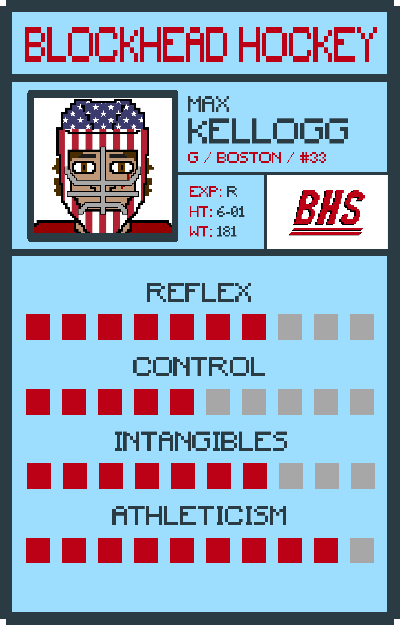 BLOCKHEAD HOCKEY
MAX
KELLOGG
G / BOSTON / #33
EXP: R
HT: 6-01
WT: 181
BHS
REFLEX
CONTROL
INTANGIBLES
ATHLETICISM